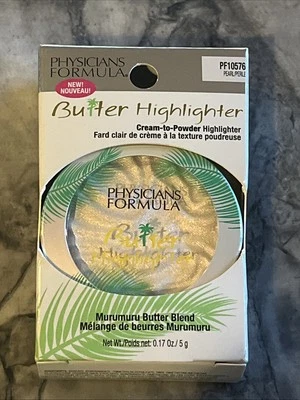 PHYSICIANS
FORMULA®
PF10576
PEARL/PERLE
NEW!
NOUVEAU!
Butter Highlighter
Cream-to-Powder Highlighter
Fard clair de crème à la texture poudreuse
PHYSICIANS
FORMULA
Butter
Highlighter
Murumuru Butter Blend
Mélange de beurres Murumuru
Net Wt./Poids net: 0.17 Oz / 5 g